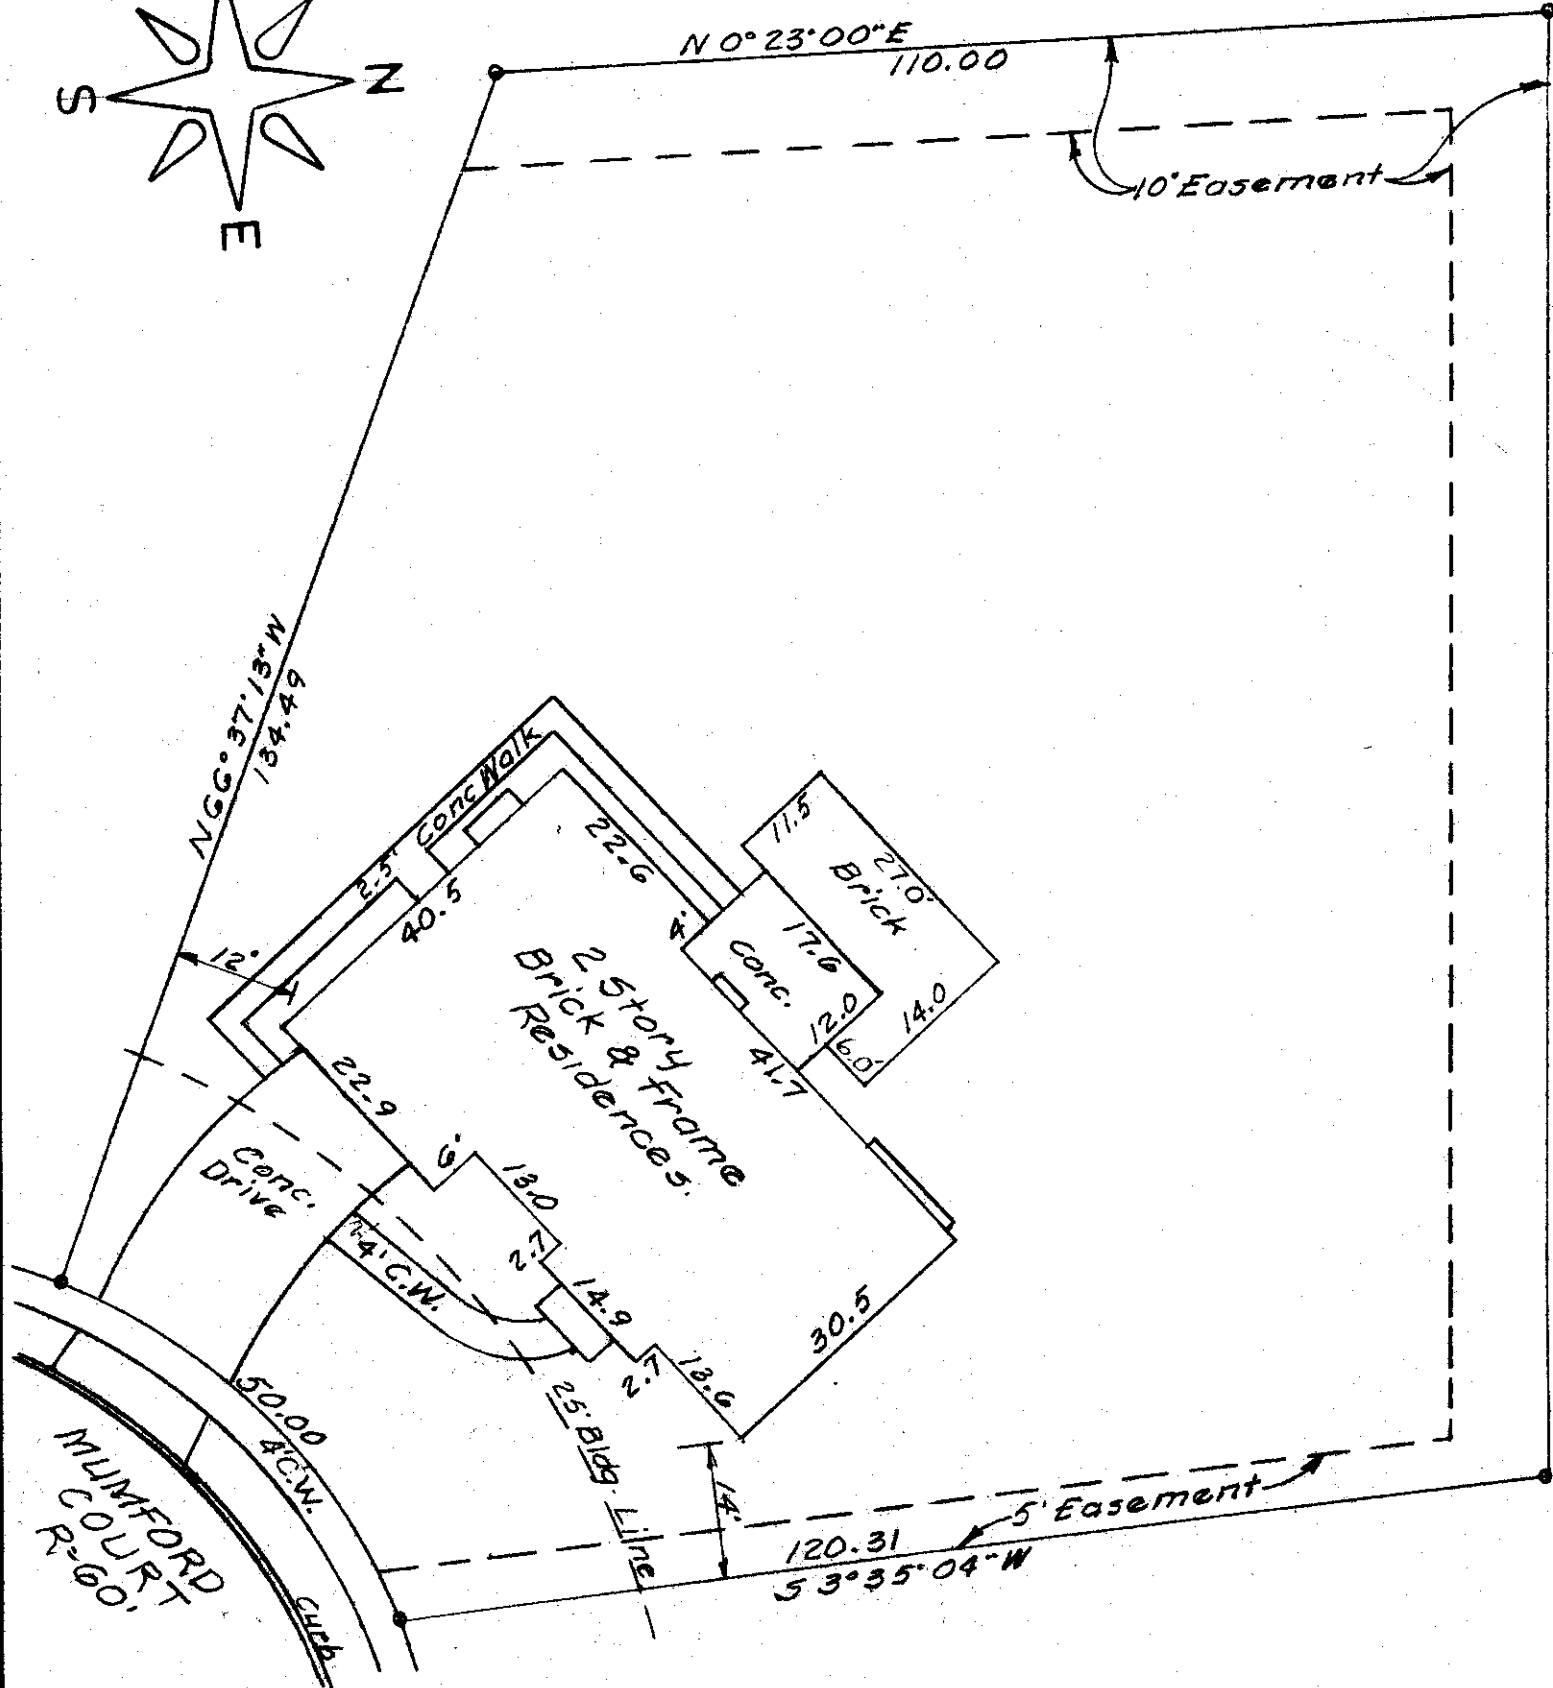 N 0°23'00"E
110.00
N
S
E
10' Easement
N 66° 37' 13" W
134.49
2.5' Conc Walk
40.5
22.6
4'
11.5
27.0'
Brick
17.6
Conc.
12.0
6.0'
14.0
41.7
2 Story
Brick & Frame
Residences.
12'
22.9
6'
13.0
2.7
14.9
2.7
13.6
30.5
Conc.
Drive
4' C.W.
25' Bldg. Line
14'
50.00
4' C.W.
MUMFORD
COURT
R=60'
Curb
5' Easement
120.31
S 3°35'04" W